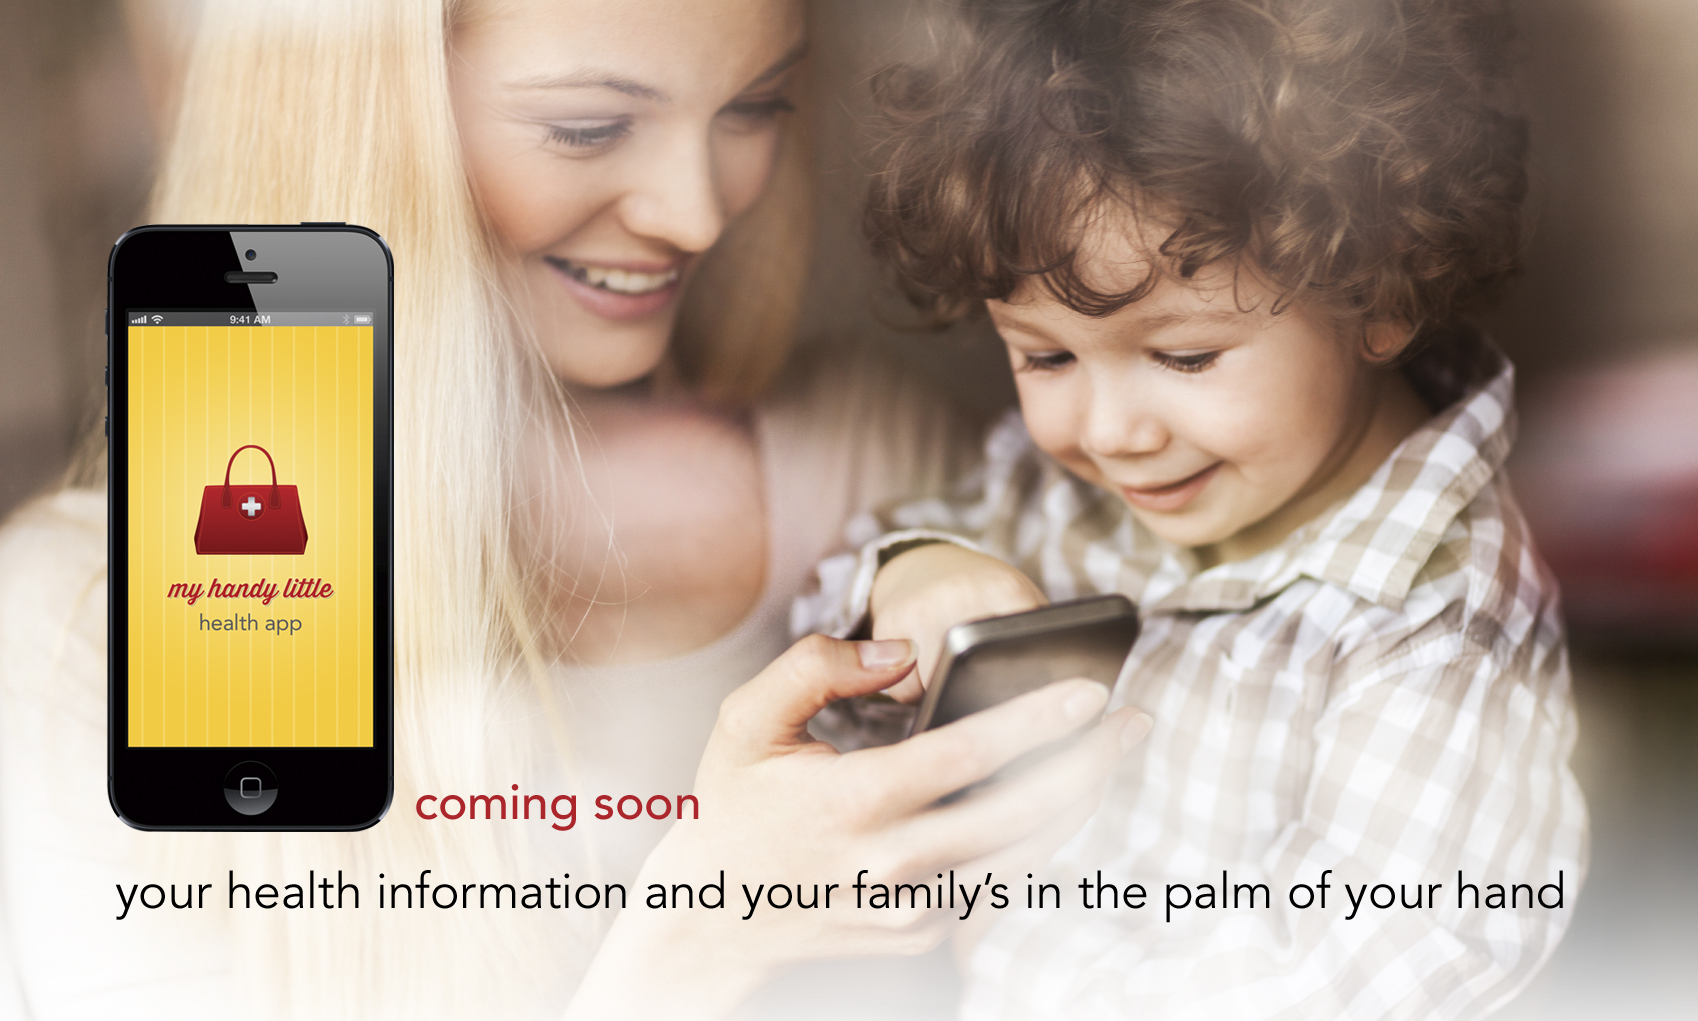 9:41 AM
my handy little
health app
coming soon
your health information and your family's in the palm of your hand